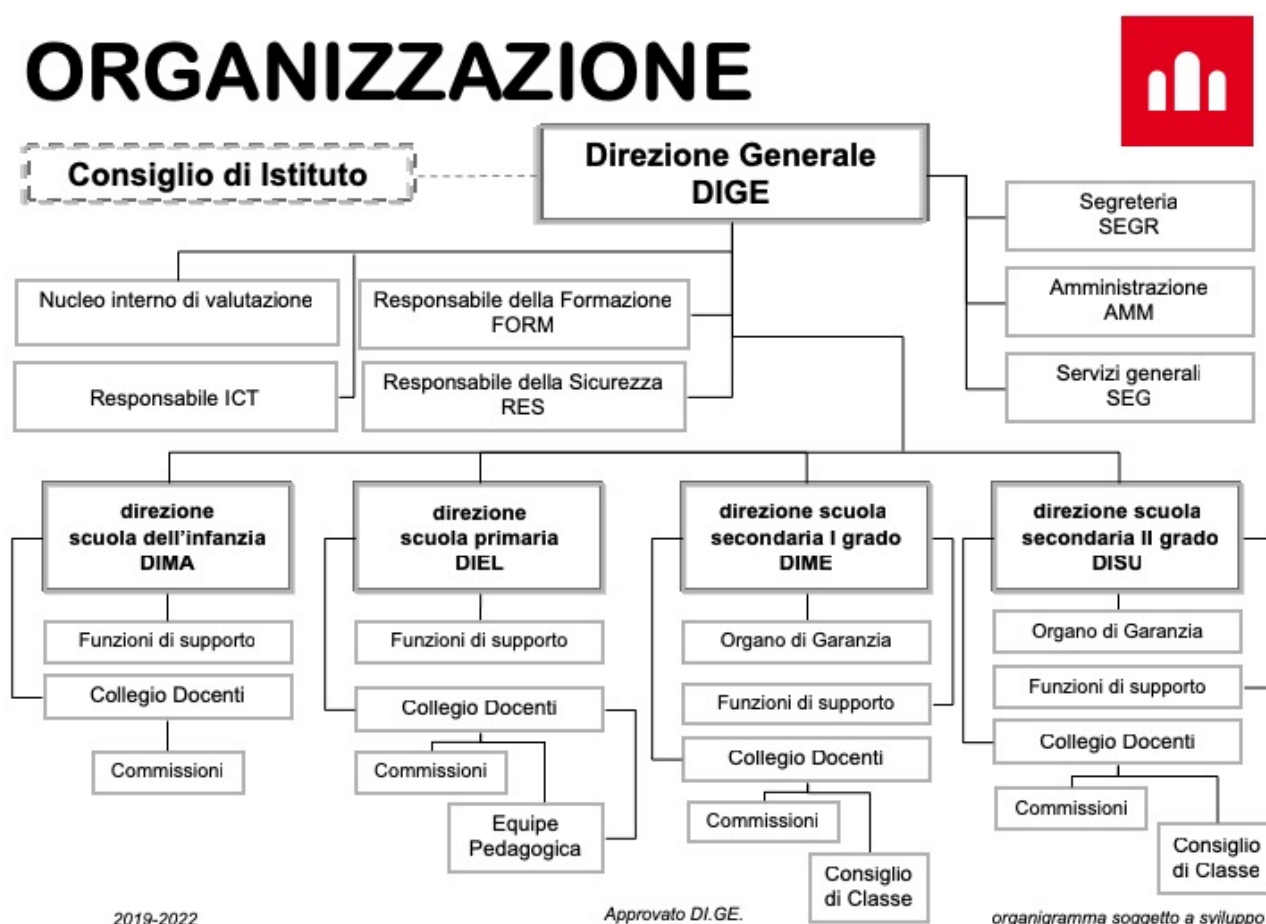 ORGANIZZAZIONE
Consiglio di Istituto
Direzione Generale
DIGE
Segreteria
SEGR
Amministrazione
AMM
Servizi generali
SEG
Nucleo interno di valutazione
Responsabile della Formazione
FORM
Responsabile ICT
Responsabile della Sicurezza
RES
direzione
scuola dell'infanzia
DIMA
Funzioni di supporto
Collegio Docenti
Commissioni
direzione
scuola primaria
DIEL
Funzioni di supporto
Collegio Docenti
Commissioni
Equipe
Pedagogica
direzione scuola
secondaria I grado
DIME
Organo di Garanzia
Funzioni di supporto
Collegio Docenti
Commissioni
Consiglio
di Classe
direzione scuola
secondaria II grado
DISU
Organo di Garanzia
Funzioni di supporto
Collegio Docenti
Commissioni
Consiglio
di Classe
2019-2022
Approvato DI.GE.
organigramma soggetto a sviluppo